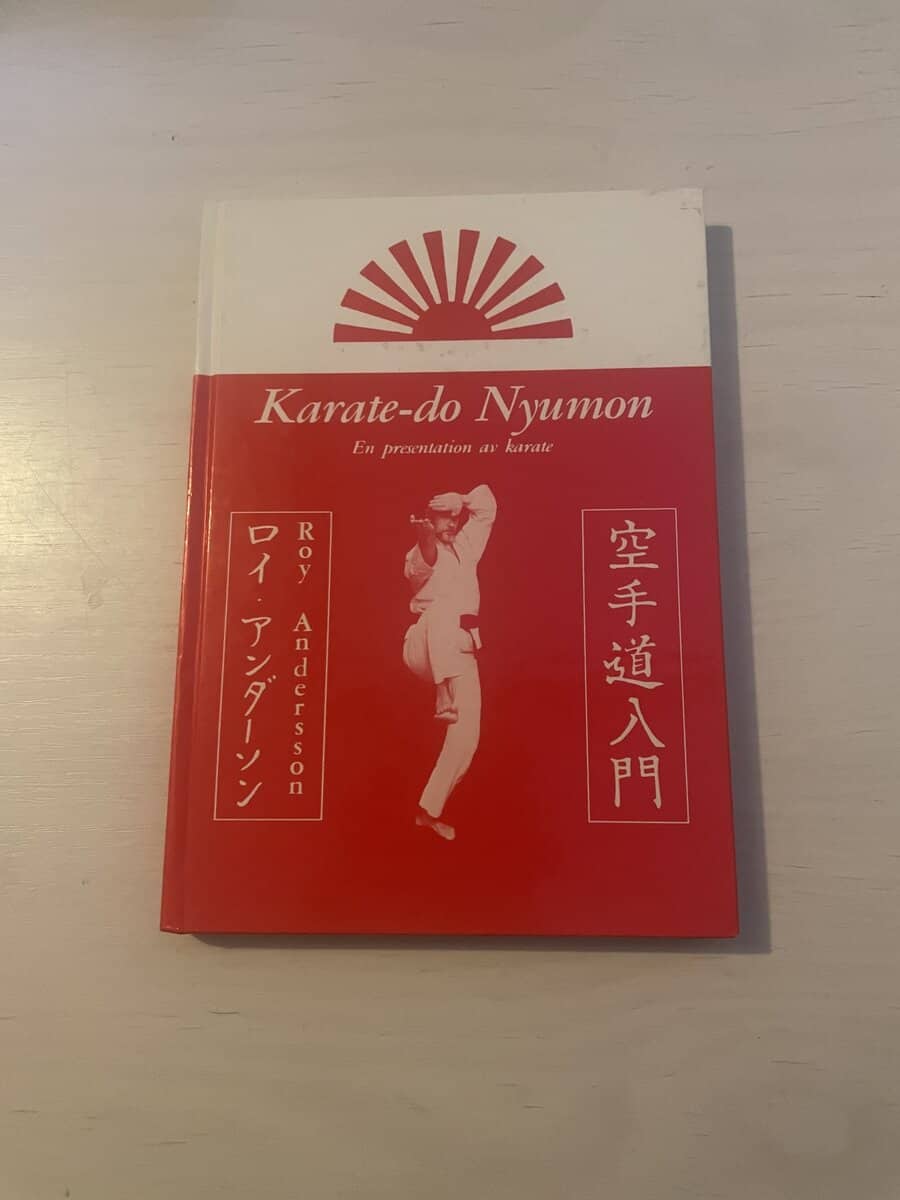 Karate-do Nyumon
En presentation av karate
Roy Andersson
ロイ・アンダーソン
空手道入門